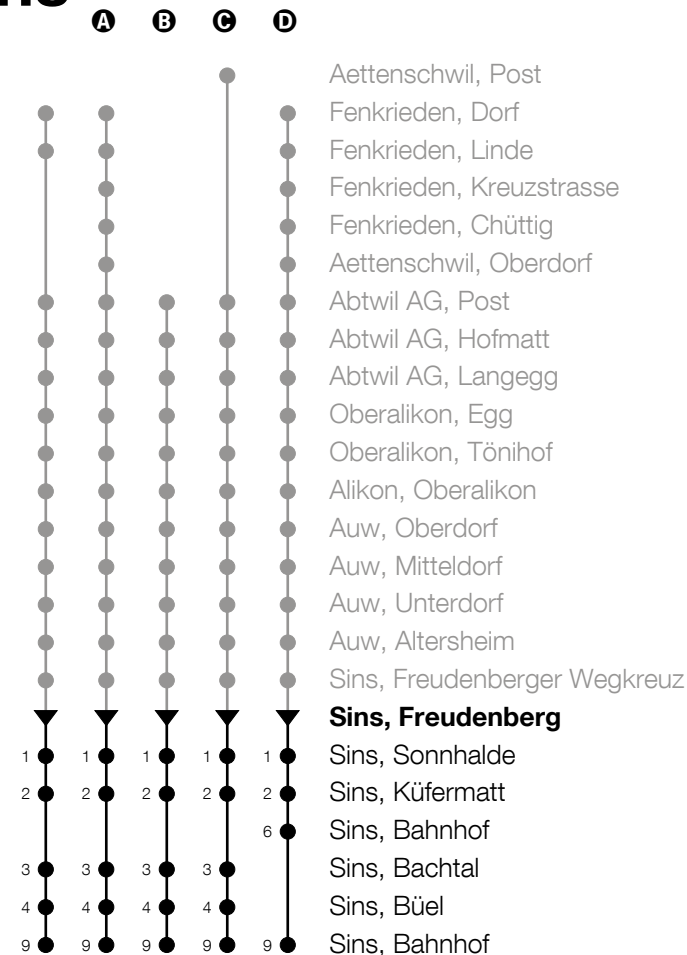 A B C D
Aettenschwil, Post
Fenkrieden, Dorf
Fenkrieden, Linde
Fenkrieden, Kreuzstrasse
Fenkrieden, Chüttig
Aettenschwil, Oberdorf
Abtwil AG, Post
Abtwil AG, Hofmatt
Abtwil AG, Langegg
Oberalikon, Egg
Oberalikon, Tönihof
Alikon, Oberalikon
Auw, Oberdorf
Auw, Mitteldorf
Auw, Unterdorf
Auw, Altersheim
Sins, Freudenberger Wegkreuz
Sins, Freudenberg
1 1 1 1 1 Sins, Sonnhalde
2 2 2 2 2 Sins, Küfermatt
6 Sins, Bahnhof
3 3 3 3 Sins, Bachtal
4 4 4 4 Sins, Büel
9 9 9 9 9 Sins, Bahnhof